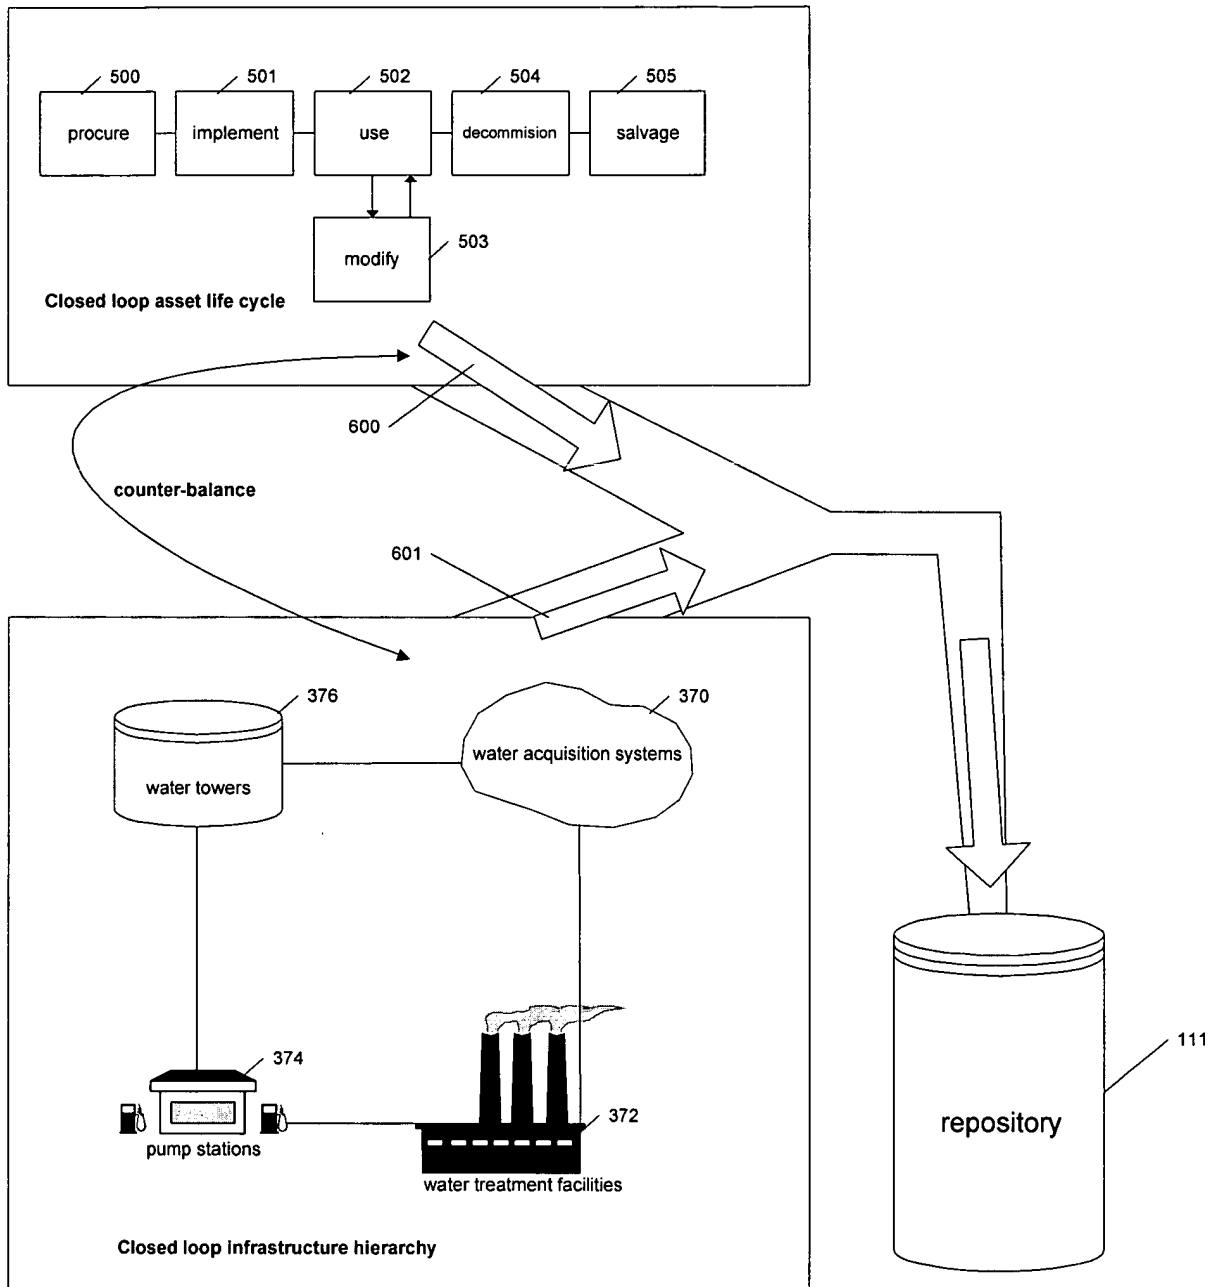 500
501
502
504
505
procure
implement
use
decommision
salvage
503
modify
Closed loop asset life cycle
600
counter-balance
601
376
370
water acquisition systems
water towers
374
111
372
repository
pump stations
water treatment facilities
Closed loop infrastructure hierarchy